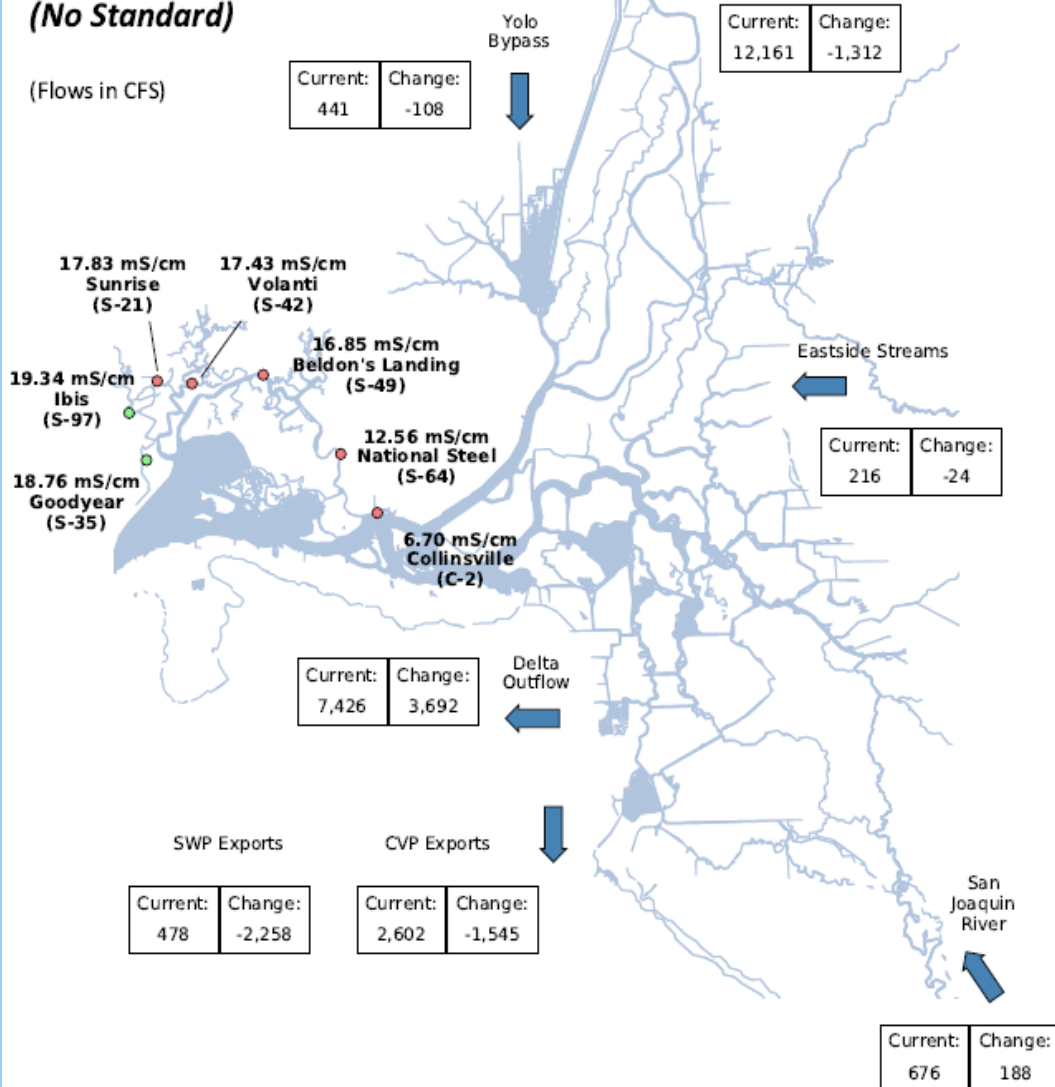 (No Standard)
(Flows in CFS)
Yolo
Bypass
Current: Change:
441 -108
Current: Change:
12,161 -1,312
17.83 mS/cm
Sunrise
(S-21)
17.43 mS/cm
Volanti
(S-42)
16.85 mS/cm
Beldon's Landing
(S-49)
19.34 mS/cm
Ibis
(S-97)
Eastside Streams
Current: Change:
216 -24
12.56 mS/cm
National Steel
(S-64)
18.76 mS/cm
Goodyear
(S-35)
6.70 mS/cm
Collinsville
(C-2)
Delta
Outflow
Current: Change:
7,426 3,692
SWP Exports
Current: Change:
478 -2,258
CVP Exports
Current: Change:
2,602 -1,545
San
Joaquin
River
Current: Change:
676 188